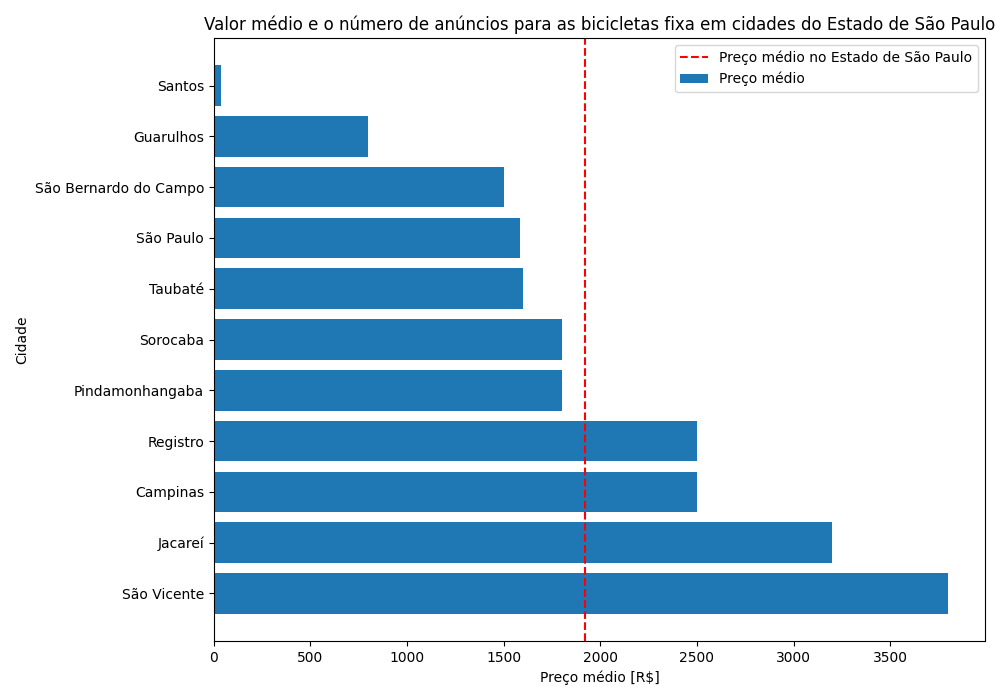 Valor médio e o número de anúncios para as bicicletas fixa em cidades do Estado de São Paulo
Preço médio no Estado de São Paulo
Preço médio
Cidade
Santos
Guarulhos
São Bernardo do Campo
São Paulo
Taubaté
Sorocaba
Pindamonhangaba
Registro
Campinas
Jacareí
São Vicente
0 500 1000 1500 2000 2500 3000 3500
Preço médio [R$]